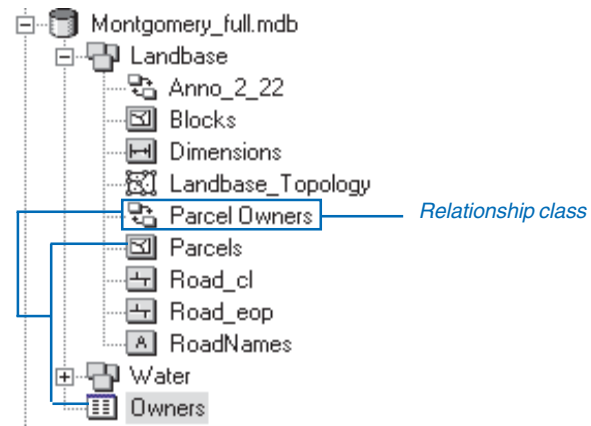 Montgomery_full.mdb
Landbase
Anno_2_22
Blocks
Dimensions
Landbase_Topology
Parcel Owners Relationship class
Parcels
Road_cl
Road_eop
A RoadNames
Water
Owners